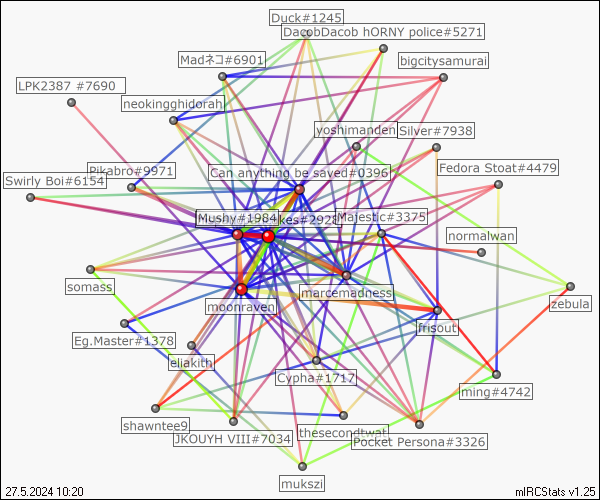 Duck#1245
DacobDacob hORNY police#5271
Madネコ#6901
bigcitysamurai
LPK2387 #7690
neokingghidorah
yoshimanden
Silver#7938
Pikabro#9971
Can anything be saved#0396
Fedora Stoat#4479
Swirly Boi#6154
Mushy#1984
kes#2928
Majestic#3375
normalwan
somass
moonraven
marcemadness
zebula
frisout
Eg.Master#1378
eliakith
Cypha#1717
ming#4742
shawntee9
JKOUYH VIII#7034
thesecondtwatt
Pocket Persona#3326
mukszi
27.5.2024 10:20
mIRCStats v1.25